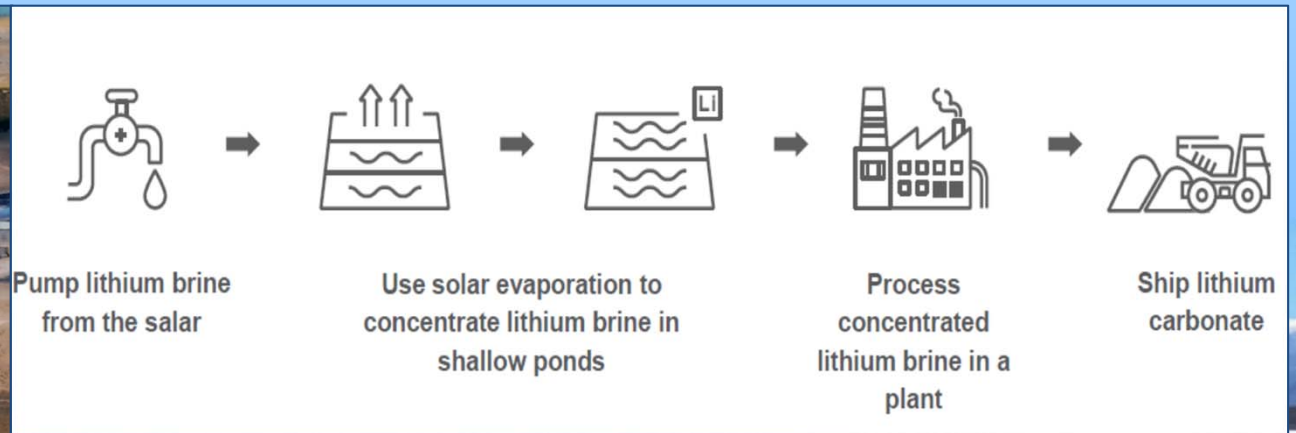 Li
Pump lithium brine
from the salar
Use solar evaporation to
concentrate lithium brine in
shallow ponds
Process
concentrated
lithium brine in a
plant
Ship lithium
carbonate